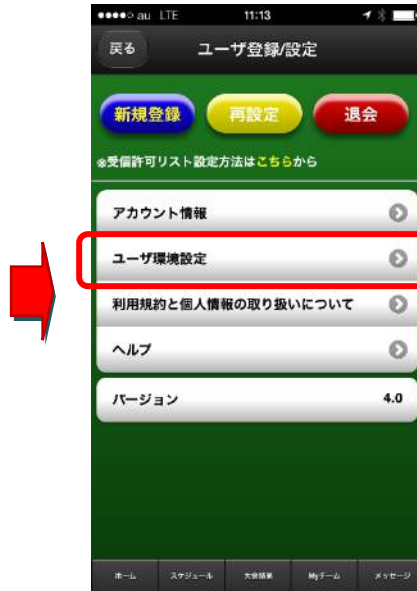 au LTE 11:13
戻る ユーザ登録/設定
新規登録 再設定 退会
※受信許可リスト設定方法はこちらから
アカウント情報
ユーザ環境設定
利用規約と個人情報の取り扱いについて
ヘルプ
バージョン 4.0
ホーム スケジュール 大会結果 Myチーム メッセージ